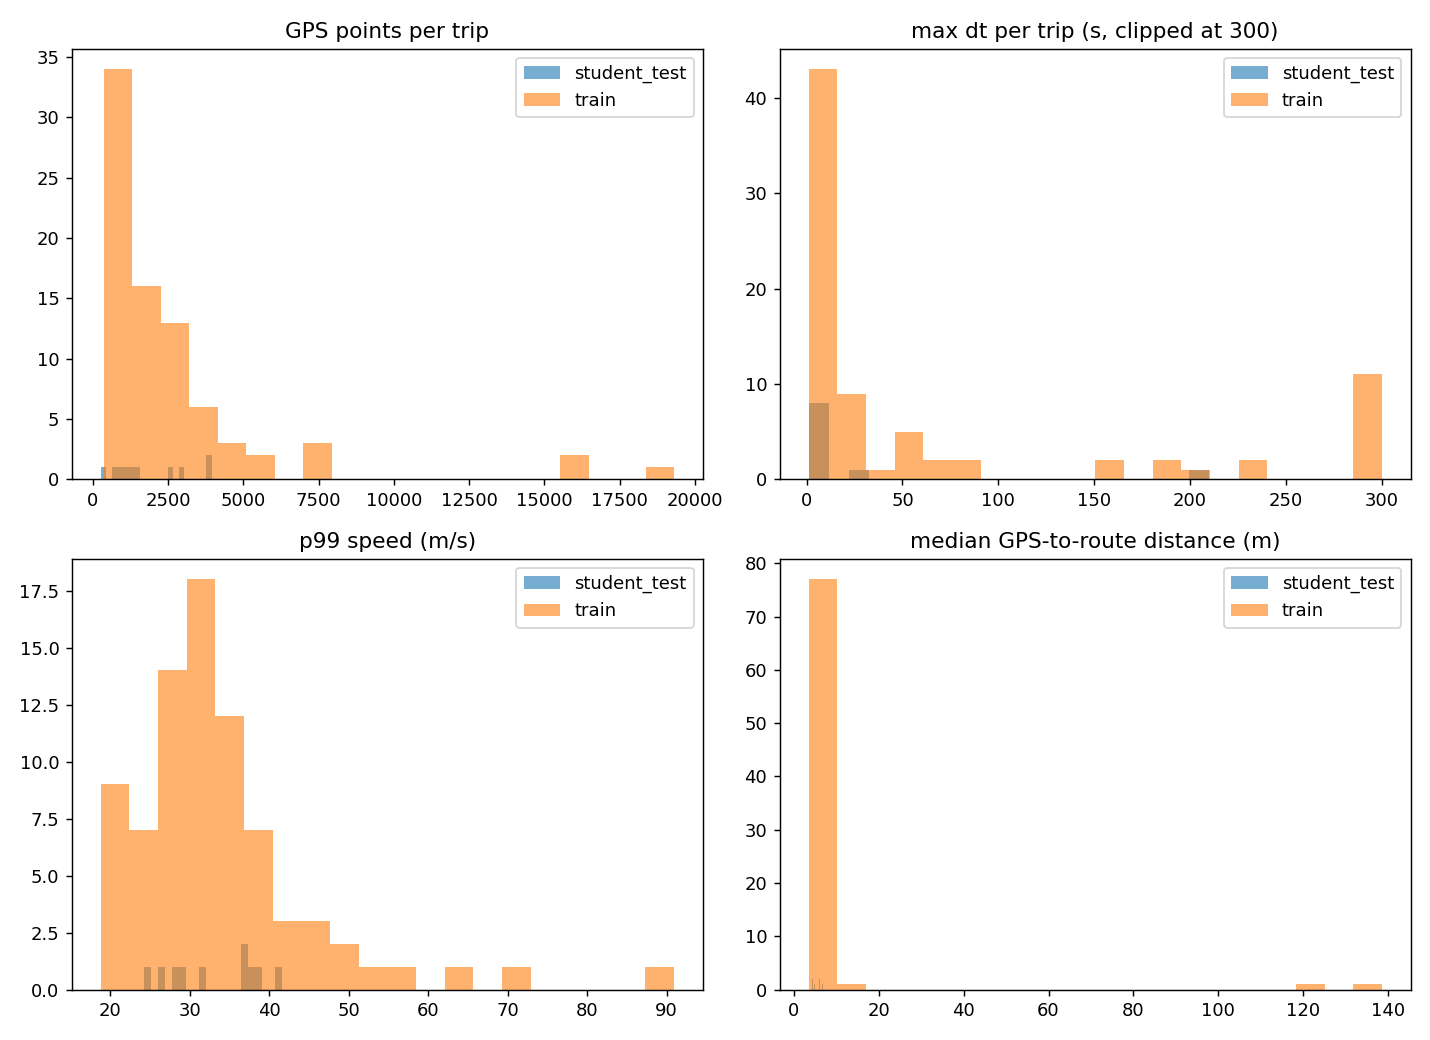 GPS points per trip
35
30
25
20
15
10
5
0
0 2500 5000 7500 10000 12500 15000 17500 20000
student_test
train
max dt per trip (s, clipped at 300)
40
30
20
10
0
0 50 100 150 200 250 300
student_test
train
p99 speed (m/s)
17.5
15.0
12.5
10.0
7.5
5.0
2.5
0.0
20 30 40 50 60 70 80 90
student_test
train
median GPS-to-route distance (m)
80
70
60
50
40
30
20
10
0
0 20 40 60 80 100 120 140
student_test
train